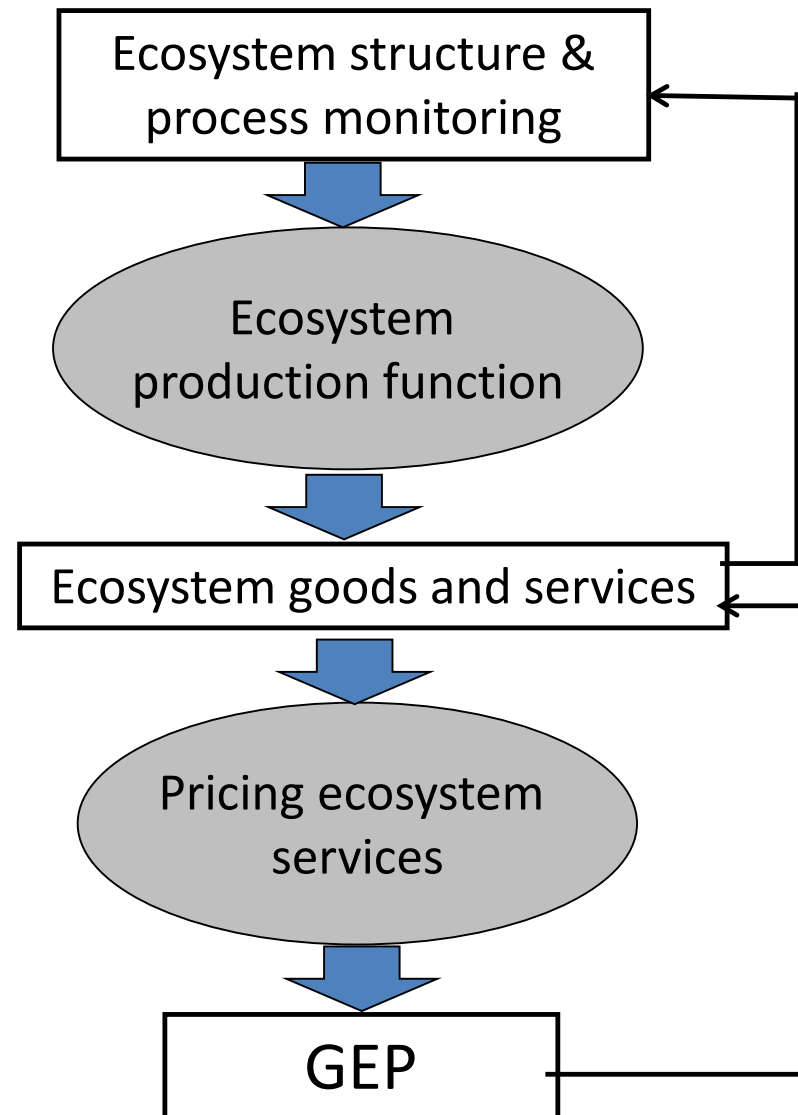 Ecosystem structure &
process monitoring
Ecosystem
production function
Ecosystem goods and services
Pricing ecosystem
services
GEP